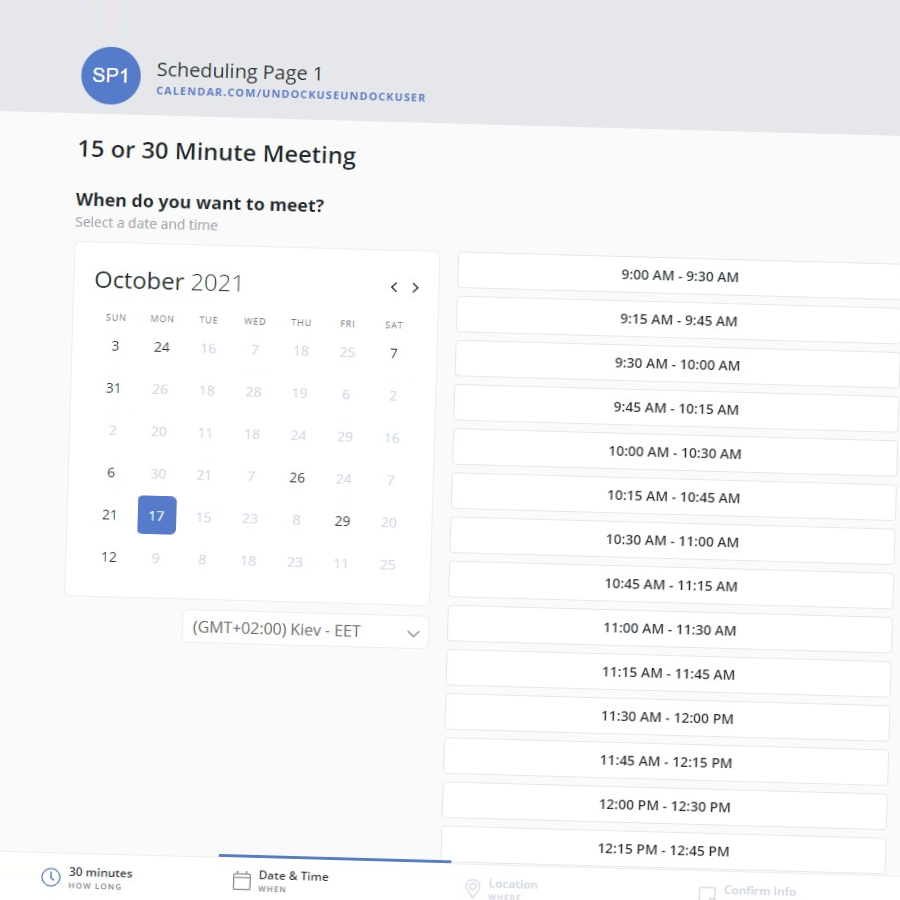 SP1
Scheduling Page 1
CALENDAR.COM/UNDOCKUSEUNDOCKUSER
15 or 30 Minute Meeting
When do you want to meet?
Select a date and time
October 2021
SUN MON TUE WED THU FRI SAT
3 24 16 7 18 25 7
31 26 18 28 19 6 2
2 20 11 18 24 29 16
6 30 21 7 26 24 7
21 17 15 23 8 29 20
12 9 8 18 23 11 25
(GMT+02:00) Kiev - EET
9:00 AM - 9:30 AM
9:15 AM - 9:45 AM
9:30 AM - 10:00 AM
9:45 AM - 10:15 AM
10:00 AM - 10:30 AM
10:15 AM - 10:45 AM
10:30 AM - 11:00 AM
10:45 AM - 11:15 AM
11:00 AM - 11:30 AM
11:15 AM - 11:45 AM
11:30 AM - 12:00 PM
11:45 AM - 12:15 PM
12:00 PM - 12:30 PM
12:15 PM - 12:45 PM
30 minutes
HOW LONG
Date & Time
WHEN
Location
WHERE
Confirm Info